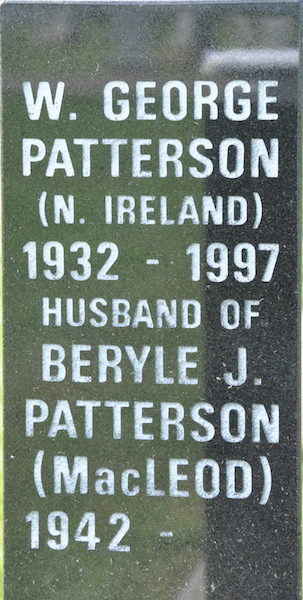 W. GEORGE
PATTERSON
(N. IRELAND)
1932 - 1997
HUSBAND OF
BERYLE J.
PATTERSON
(MacLEOD)
1942 -